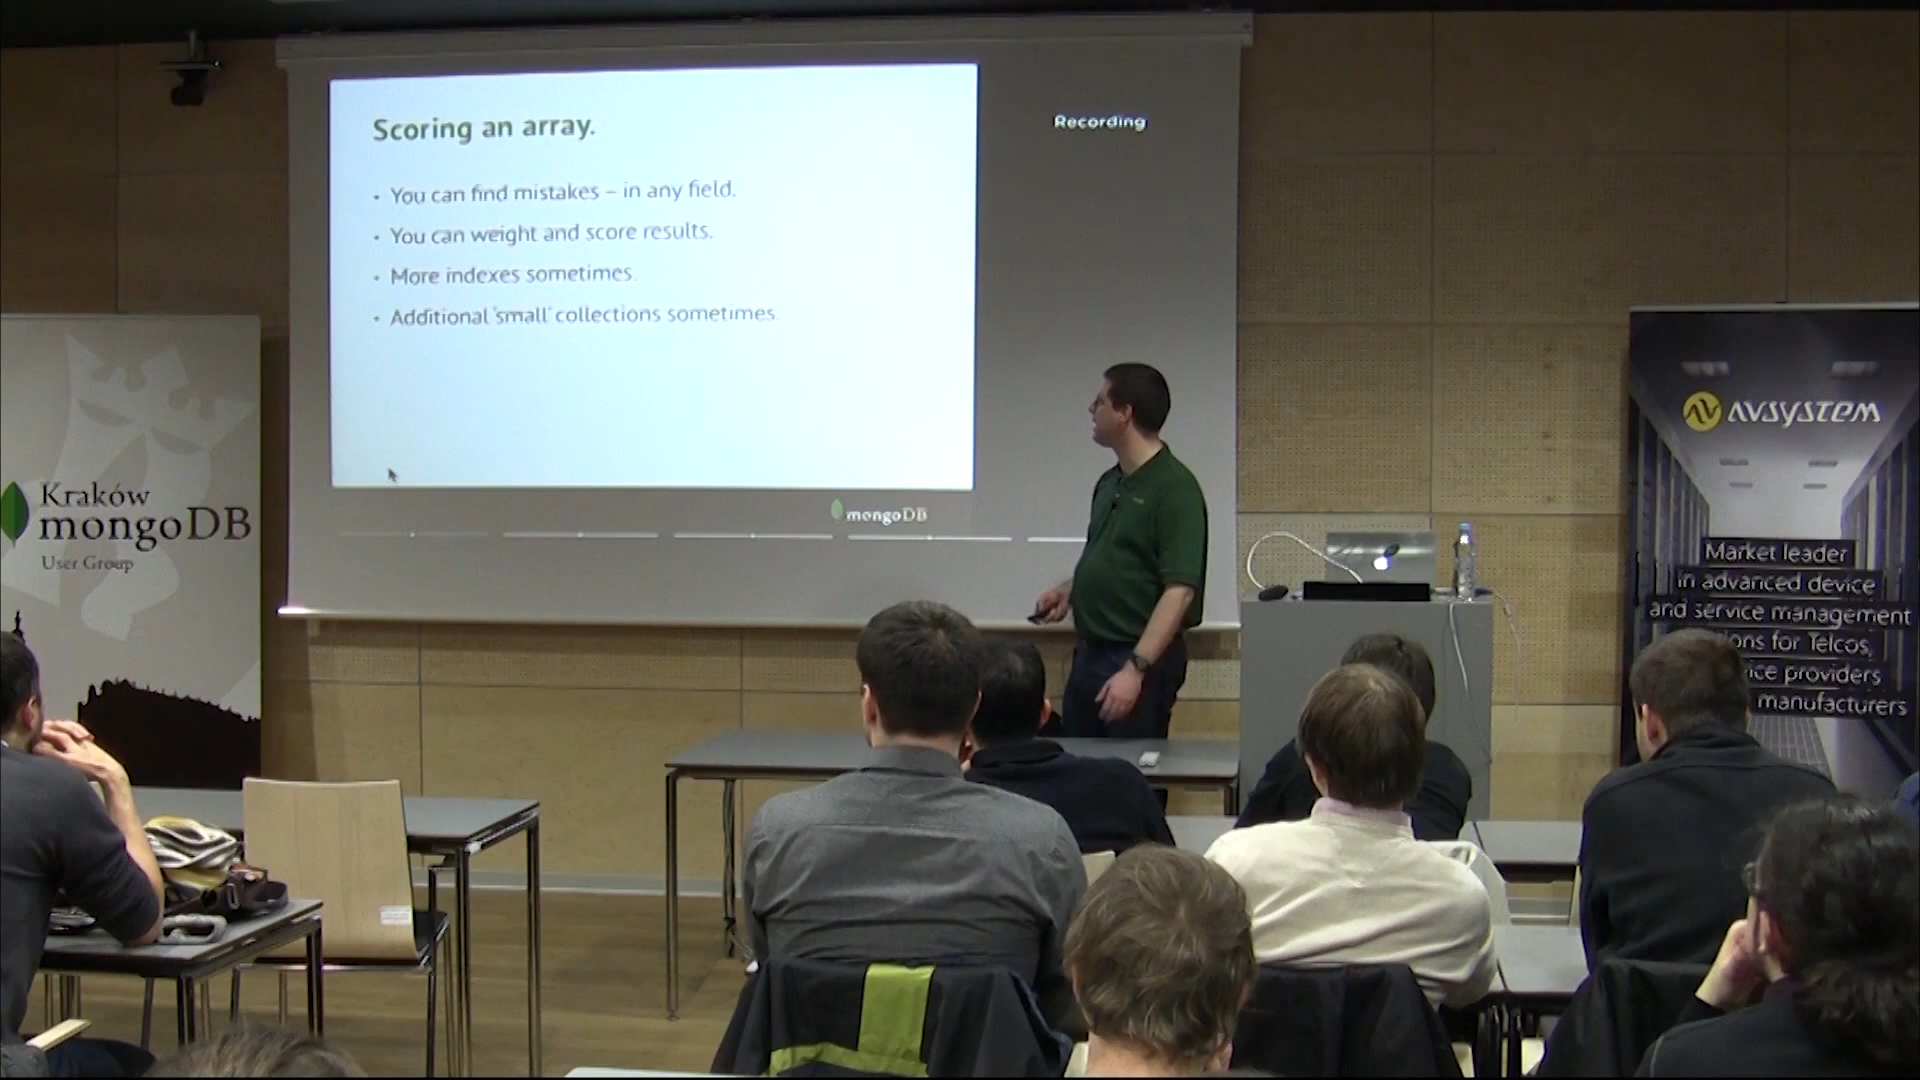 Scoring an array.
• You can find mistakes – in any field.
• You can weight and score results.
• More indexes sometimes.
• Additional 'small' collections sometimes.
Recording
mongoDB
Kraków
mongoDB
User Group
AVSYSTEM
Market leader
in advanced device
and service management
ions for Telcos,
ice providers
manufacturers